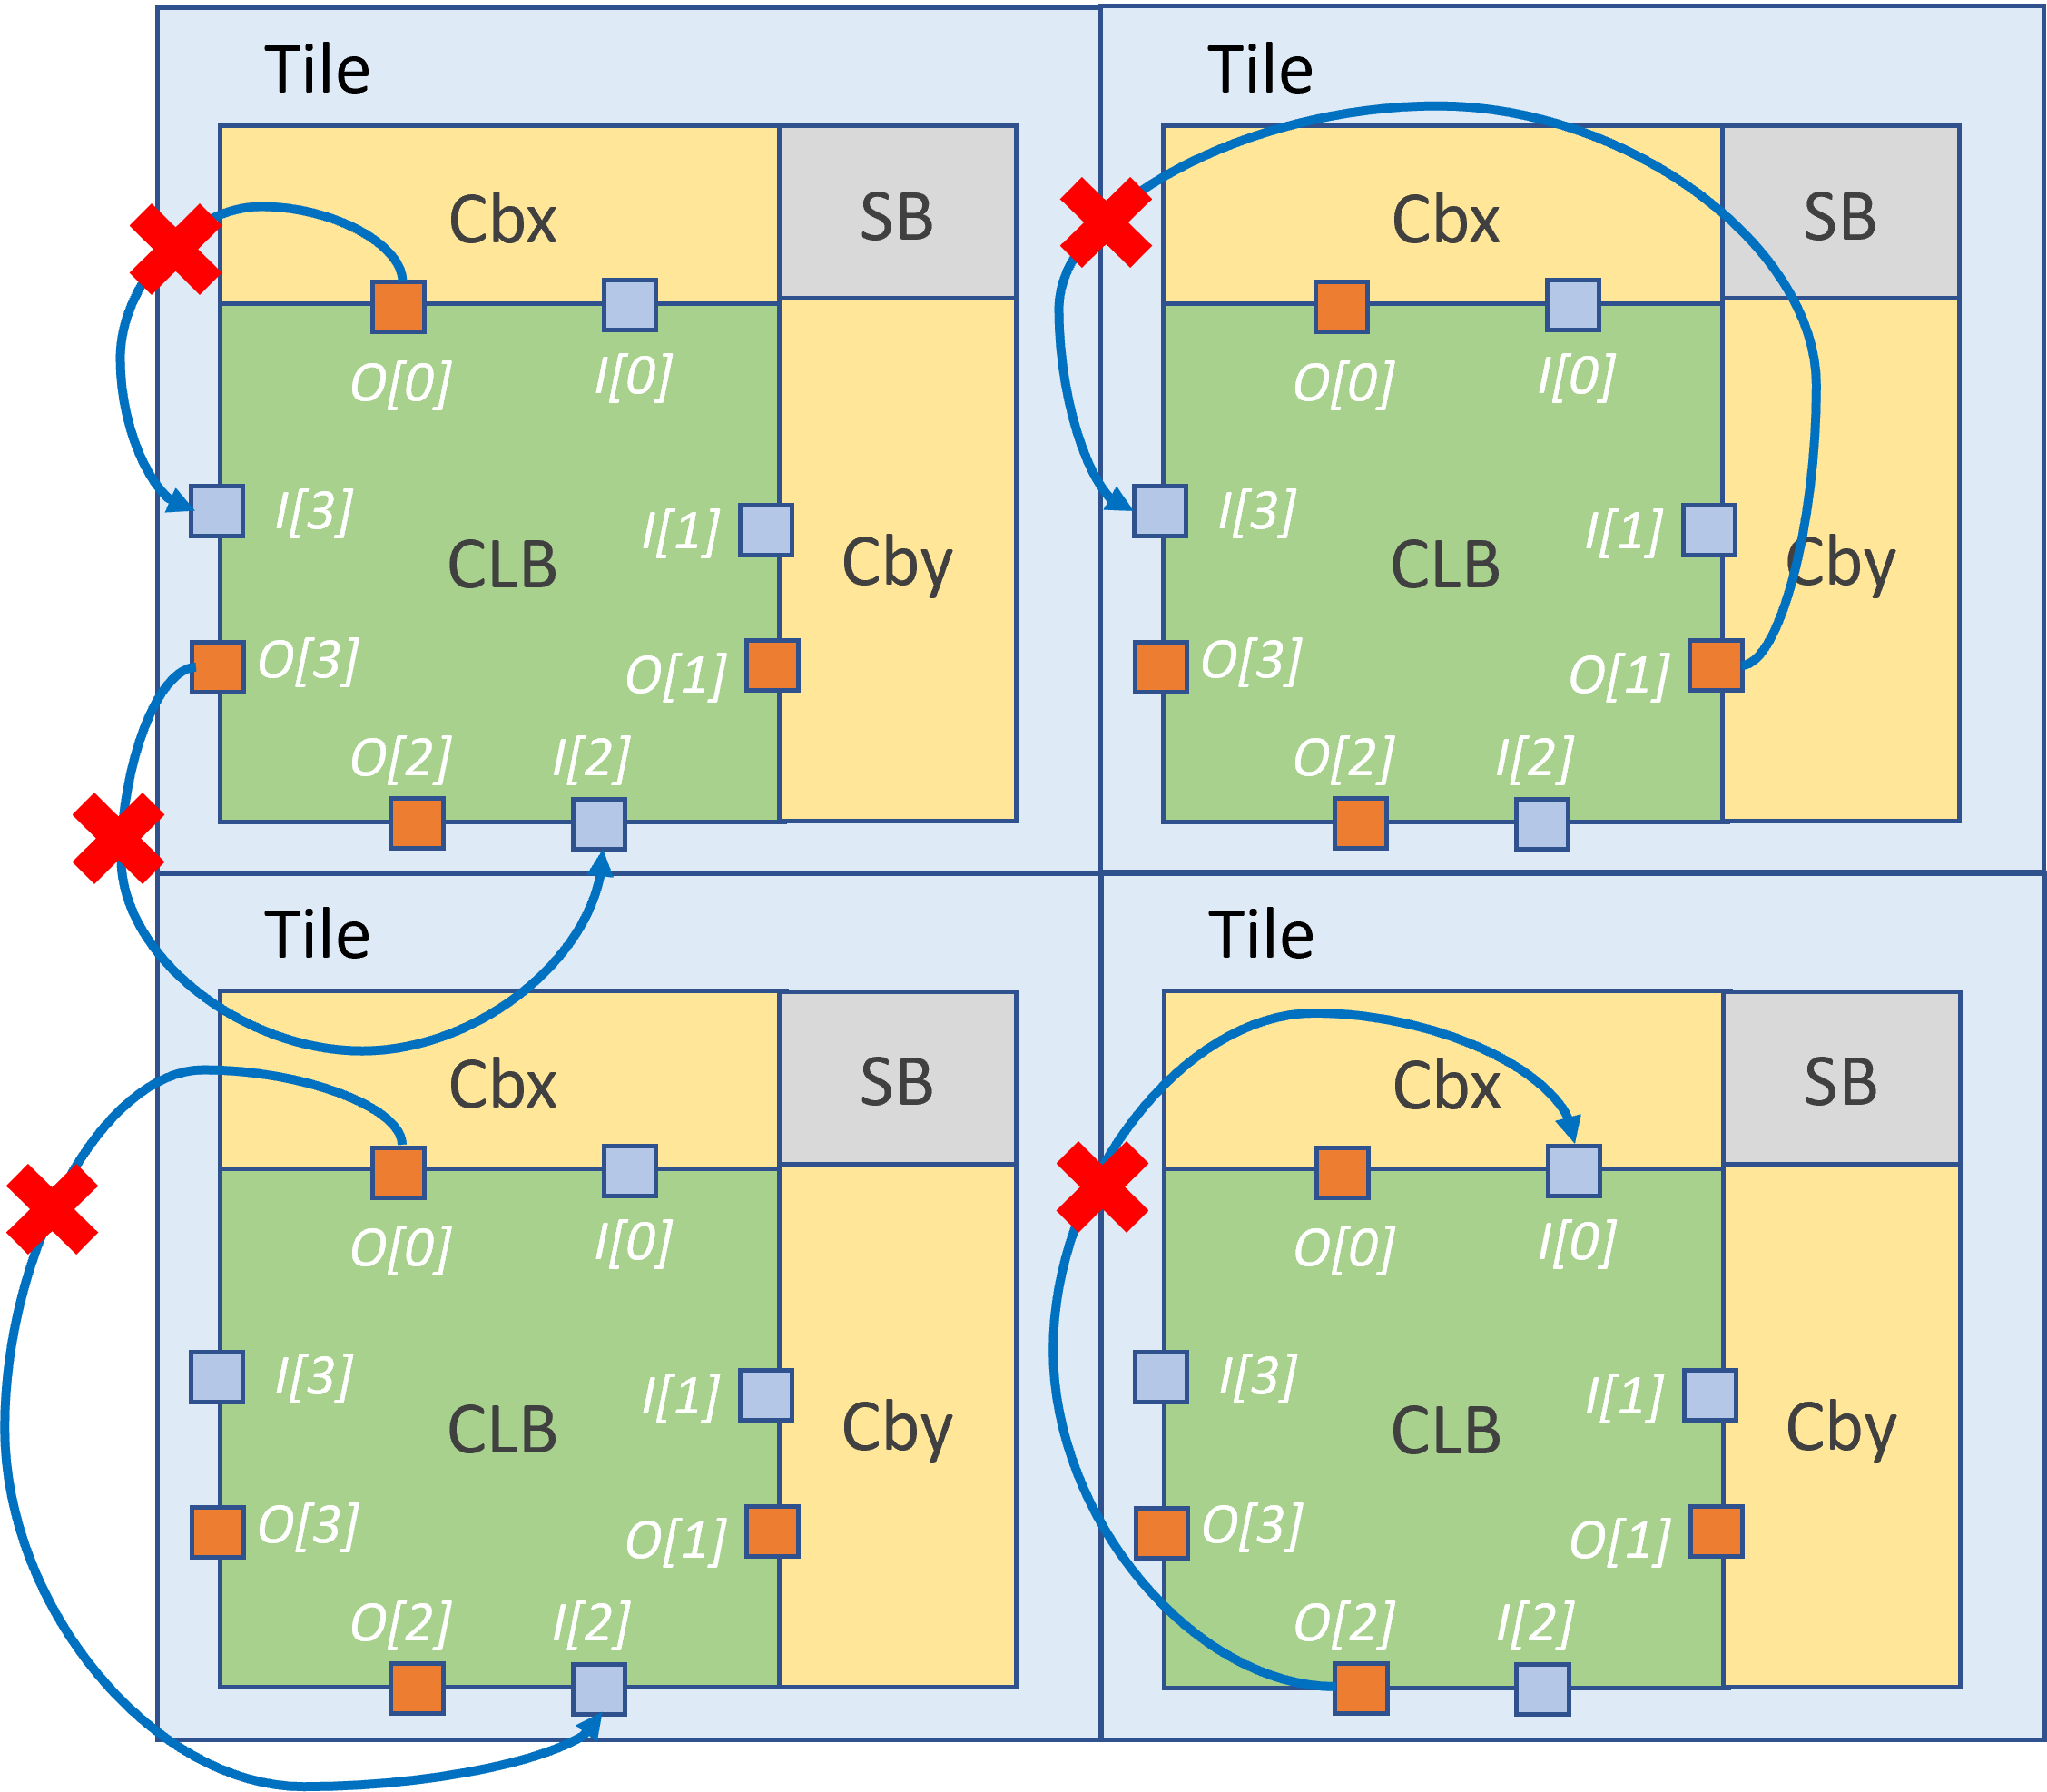 Tile
Cbx
SB
O[0]
I[0]
I[3]
I[1]
CLB
Cby
O[3]
O[1]
O[2]
I[2]
Tile
Cbx
SB
O[0]
I[0]
I[3]
I[1]
CLB
Cby
O[3]
O[1]
O[2]
I[2]
Tile
Cbx
SB
O[0]
I[0]
I[3]
I[1]
CLB
Cby
O[3]
O[1]
O[2]
I[2]
Tile
Cbx
SB
O[0]
I[0]
I[3]
I[1]
CLB
Cby
O[3]
O[1]
O[2]
I[2]